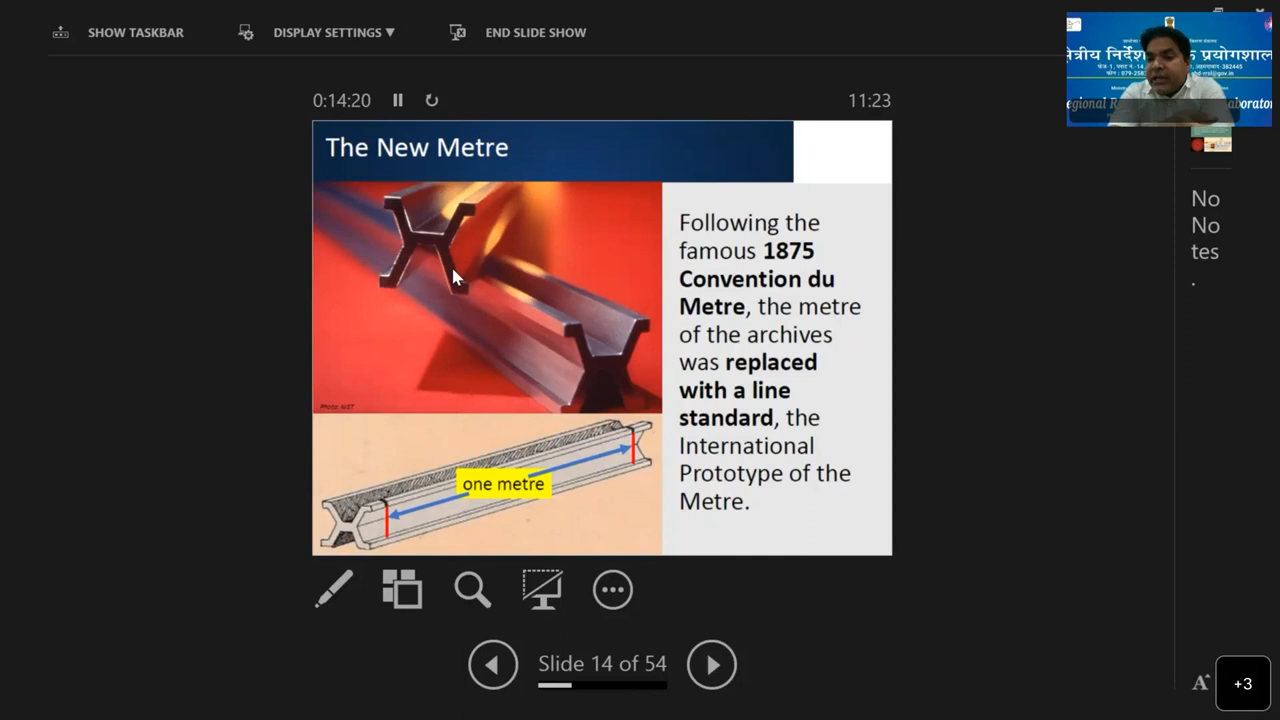 SHOW TASKBAR
DISPLAY SETTINGS ▼
END SLIDE SHOW
क्षेत्रीय निर्देश
क प्रयोगशाल
0:14:20
11:23
The New Metre
Following the
famous 1875
Convention du
Metre, the metre
of the archives
was replaced
with a line
standard, the
International
Prototype of the
Metre.
one metre
No
No
tes
.
Slide 14 of 54
A
+3